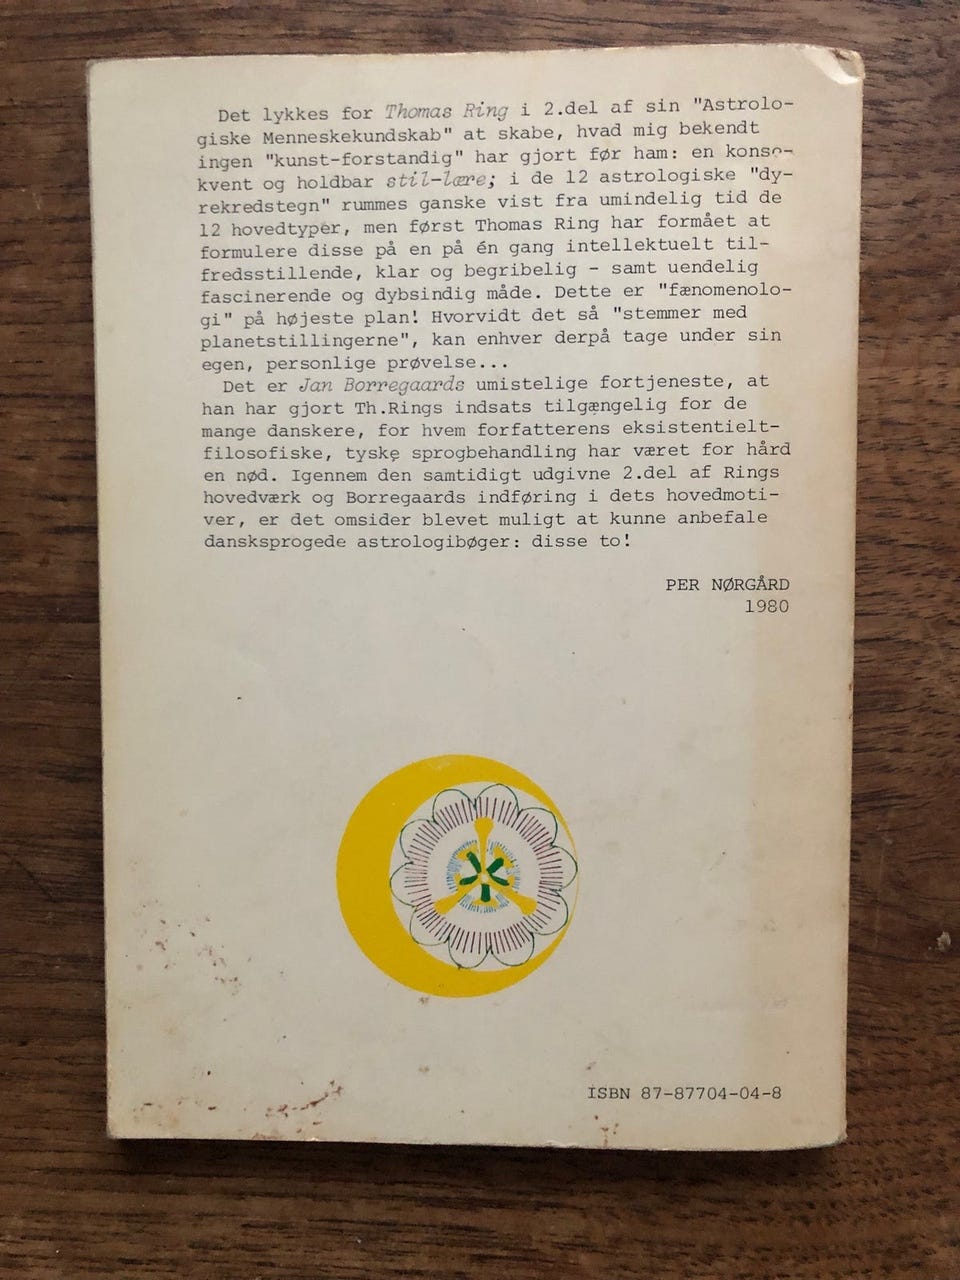 Det lykkes for Thomas Ring i 2.del af sin "Astrolo-
giske Menneskekundskab" at skabe, hvad mig bekendt
ingen "kunst-forstandig" har gjort før ham: en konse-
kvent og holdbar stil-lære; i de 12 astrologiske "dy-
rekredstegn" rummes ganske vist fra umindelig tid de
12 hovedtyper, men først Thomas Ring har formået at
formulere disse på en på én gang intellektuelt til-
fredsstillende, klar og begribelig - samt uendelig
fascinerende og dybsindig måde. Dette er "fænomenolo-
gi" på højeste plan! Hvorvidt det så "stemmer med
planetstillingerne", kan enhver derpå tage under sin
egen, personlige prøvelse...
Det er Jan Borregaards umistelige fortjeneste, at
han har gjort Th.Rings indsats tilgængelig for de
mange danskere, for hvem forfatterens eksistentielt-
filosofiske, tyske sprogbehandling har været for hård
en nød. Igennem den samtidigt udgivne 2.del af Rings
hovedværk og Borregaards indføring i dets hovedmoti-
ver, er det omsider blevet muligt at kunne anbefale
dansksprogede astrologibøger: disse to!
PER NØRGÅRD
1980
ISBN 87-87704-04-8